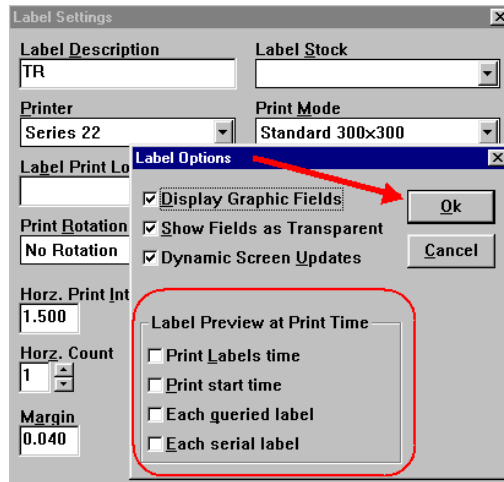 Label Settings
Label Description
Label Stock
TR
Printer
Print Mode
Series 22
Standard 300x300
Label Print Lo
Print Rotation
No Rotation
Horz. Print Int
1.500
Horz. Count
1
Margin
0.040
Label Options
Display Graphic Fields
Ok
Show Fields as Transparent
Cancel
Dynamic Screen Updates
Label Preview at Print Time
Print Labels time
Print start time
Each queried label
Each serial label